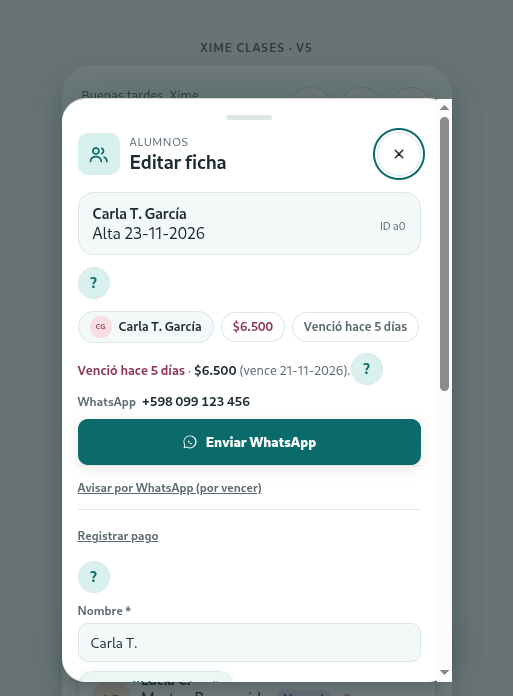 XIME CLASES · V5
Buenas tardes, Xime
ALUMNOS
Editar ficha
Carla T. García
Alta 23-11-2026
ID a0
?
CG Carla T. García
$6.500
Venció hace 5 días
Venció hace 5 días · $6.500 (vence 21-11-2026).
?
WhatsApp +598 099 123 456
Enviar WhatsApp
Avisar por WhatsApp (por vencer)
Registrar pago
?
Nombre *
Carla T.